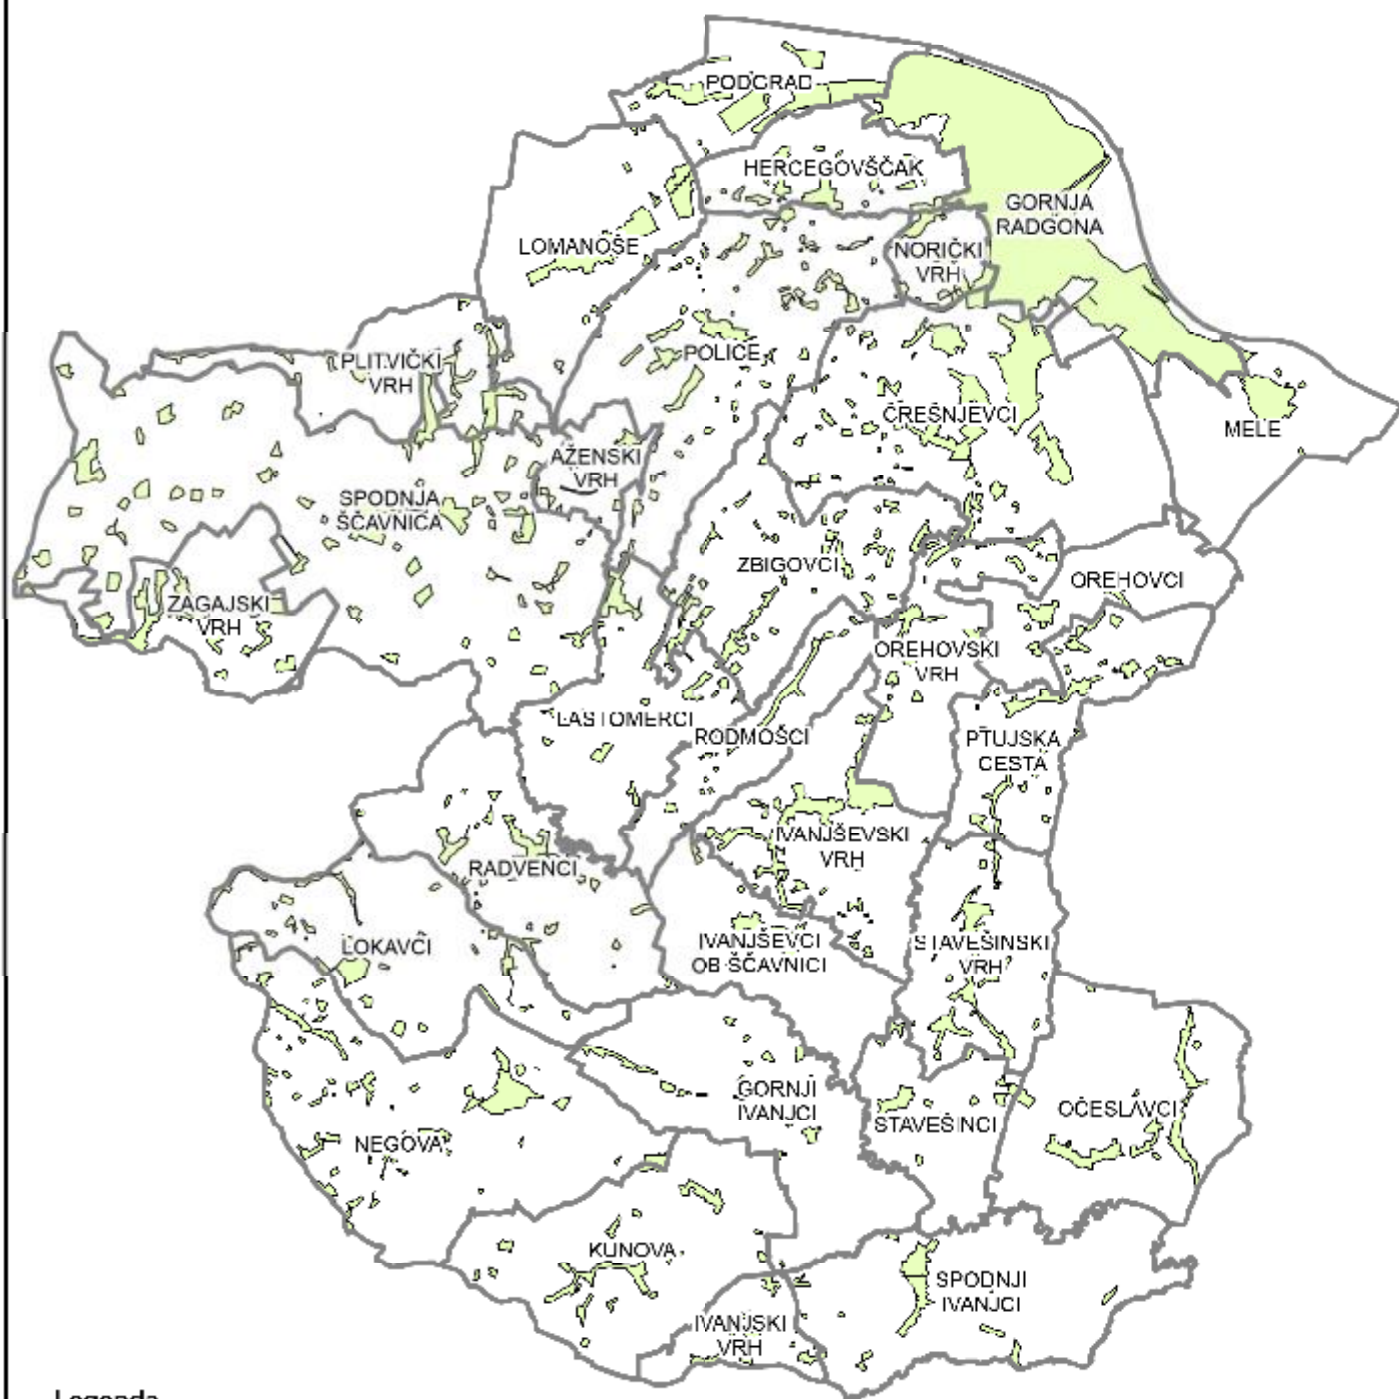 PODGRAD
HERCEGOVŠČAK
GORNJA
RADGONA
LOMANOŠE
NORIČKI
VRH
PLITVIČKI
VRH
POLICE
ČREŠNJEVCI
MELE
AŽENSKI
VRH
SPODNJA
ŠČAVNICA
ZBIGOVCI
OREHOVCI
ZAGAJSKI
VRH
OREHOVSKI
VRH
LASTOMERCI
RODMOŠCI
PTUJSKA
CESTA
IVANJŠEVSKI
VRH
RADVENCI
LOKAVCI
IVANJŠEVCI
OB ŠČAVNICI
STAVEŠINSKI
VRH
GORNJI
IVANJCI
STAVEŠINCI
OČESLAVCI
NEGOVA
KUNOVA
SPODNJI
IVANJCI
IVANJSKI
VRH
Legenda